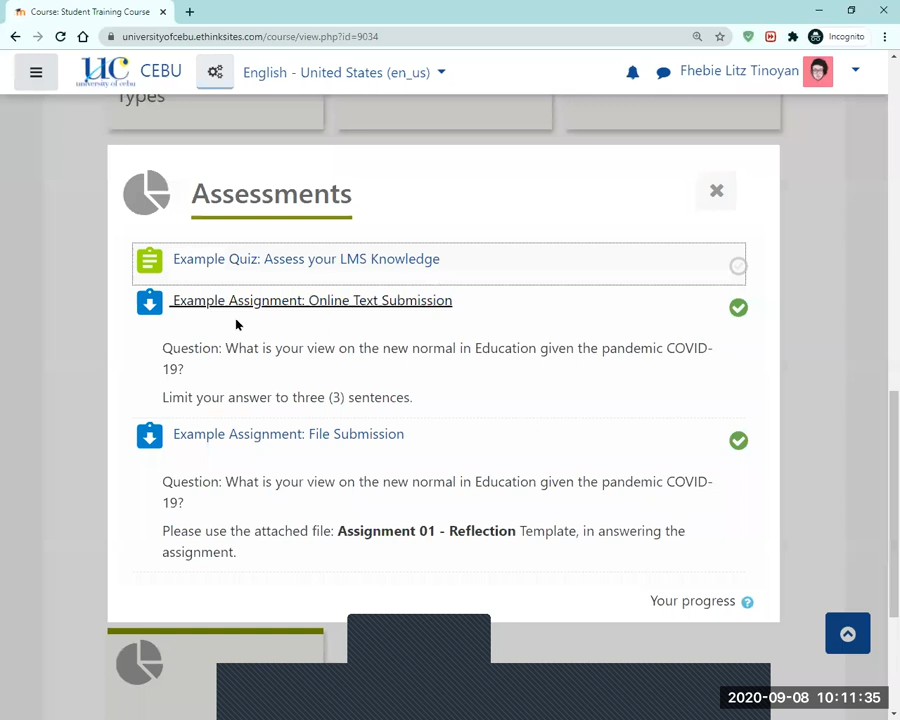 Course: Student Training Course
universityofcebu.ethinksites.com/course/view.php?id=9034
Incognito
UC
university of cebu
CEBU
English - United States (en_us)
Fhebie Litz Tinoyan
Types
Assessments
Example Quiz: Assess your LMS Knowledge
Example Assignment: Online Text Submission
Question: What is your view on the new normal in Education given the pandemic COVID-
19?
Limit your answer to three (3) sentences.
Example Assignment: File Submission
Question: What is your view on the new normal in Education given the pandemic COVID-
19?
Please use the attached file: Assignment 01 - Reflection Template, in answering the
assignment.
Your progress
2020-09-08 10:11:35